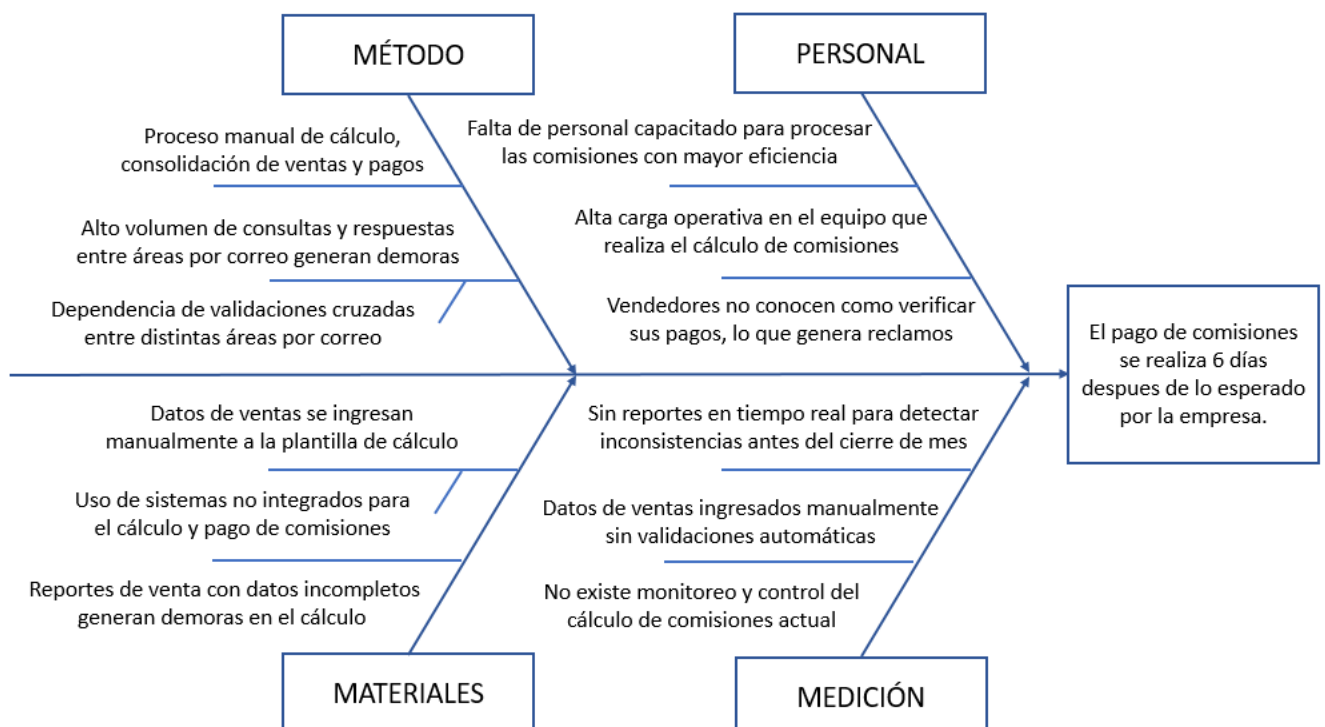 MÉTODO
Proceso manual de cálculo,
consolidación de ventas y pagos
Alto volumen de consultas y respuestas
entre áreas por correo generan demoras
Dependencia de validaciones cruzadas
entre distintas áreas por correo
PERSONAL
Falta de personal capacitado para procesar
las comisiones con mayor eficiencia
Alta carga operativa en el equipo que
realiza el cálculo de comisiones
Vendedores no conocen como verificar
sus pagos, lo que genera reclamos
El pago de comisiones
se realiza 6 días
despues de lo esperado
por la empresa.
Datos de ventas se ingresan
manualmente a la plantilla de cálculo
Uso de sistemas no integrados para
el cálculo y pago de comisiones
Reportes de venta con datos incompletos
generan demoras en el cálculo
MATERIALES
Sin reportes en tiempo real para detectar
inconsistencias antes del cierre de mes
Datos de ventas ingresados manualmente
sin validaciones automáticas
No existe monitoreo y control del
cálculo de comisiones actual
MEDICIÓN